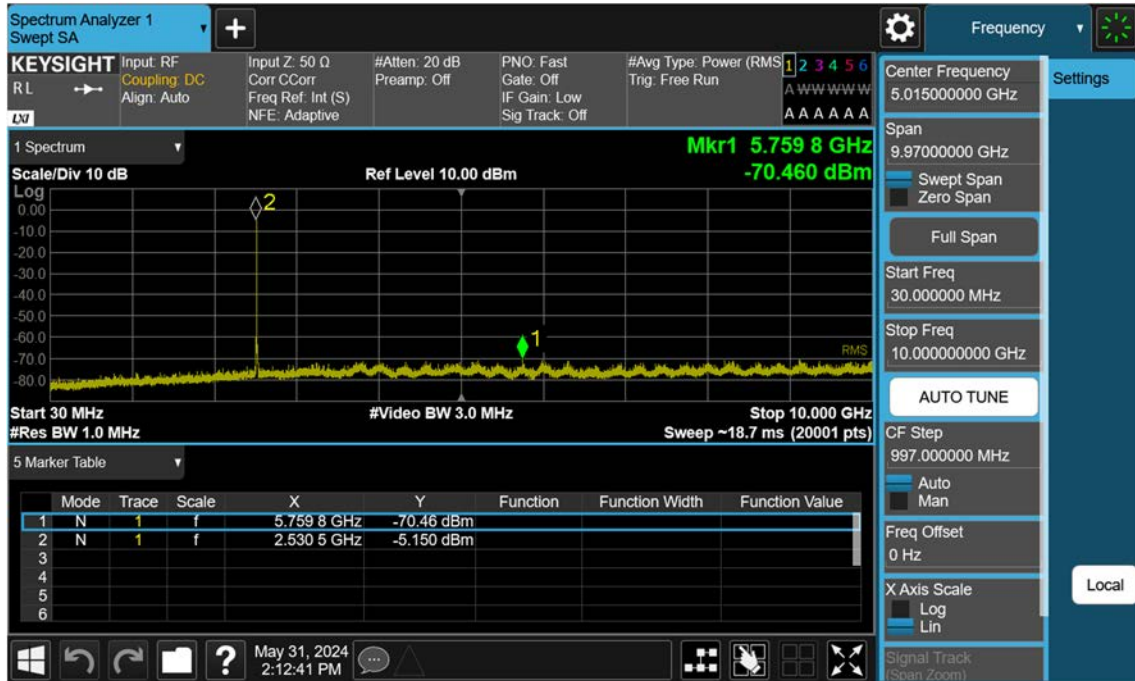 Spectrum Analyzer 1
Swept SA
+
Frequency
KEYSIGHT
RL
LXI
Input: RF
Coupling: DC
Align: Auto
Input Z: 50 Ω
Corr CCorr
Freq Ref: Int (S)
NFE: Adaptive
#Atten: 20 dB
Preamp: Off
PNO: Fast
Gate: Off
IF Gain: Low
Sig Track: Off
#Avg Type: Power (RMS
Trig: Free Run
1 2 3 4 5 6
A W W W W W
A A A A A A
1 Spectrum
Scale/Div 10 dB
Ref Level 10.00 dBm
Mkr1 5.759 8 GHz
-70.460 dBm
Log
0.00
-10.0
-20.0
-30.0
-40.0
-50.0
-60.0
-70.0
-80.0
2
1
RMS
Start 30 MHz
#Video BW 3.0 MHz
Stop 10.000 GHz
#Res BW 1.0 MHz
Sweep ~18.7 ms (20001 pts)
5 Marker Table
Mode Trace Scale X Y Function Function Width Function Value
1 N 1 f 5.759 8 GHz -70.46 dBm
2 N 1 f 2.530 5 GHz -5.150 dBm
3
4
5
6
?
May 31, 2024
2:12:41 PM
Center Frequency
5.015000000 GHz
Span
9.97000000 GHz
Swept Span
Zero Span
Full Span
Start Freq
30.000000 MHz
Stop Freq
10.000000000 GHz
AUTO TUNE
CF Step
997.000000 MHz
Auto
Man
Freq Offset
0 Hz
X Axis Scale
Log
Lin
Signal Track
(Span Zoom)
Settings
Local